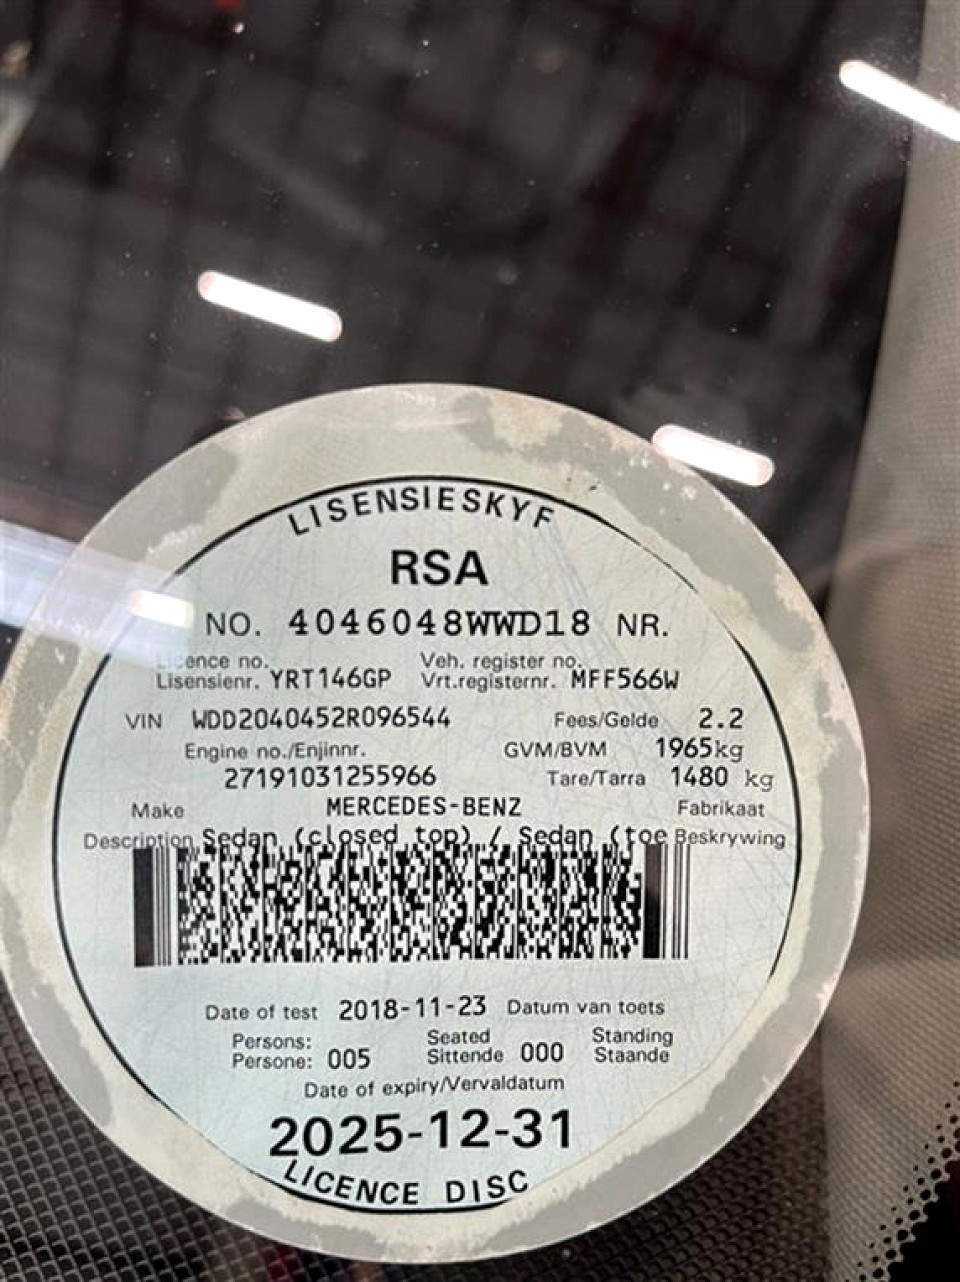 LISENSIESKYF
RSA
NO. 4046048WWD18 NR.
Licence no. Veh. register no.
Lisensienr. YRT146GP Vrt.registernr. MFF566W
VIN WDD2040452R096544 Fees/Gelde 2.2
Engine no./Enjinnr. GVM/BVM 1965kg
27191031255966 Tare/Tarra 1480 kg
Make MERCEDES-BENZ Fabrikaat
Description Sedan (closed top) / Sedan (toe Beskrywing
Date of test 2018-11-23 Datum van toets
Persons: Seated Standing
Persone: 005 Sittende 000 Staande
Date of expiry/Vervaldatum
2025-12-31
LICENCE DISC